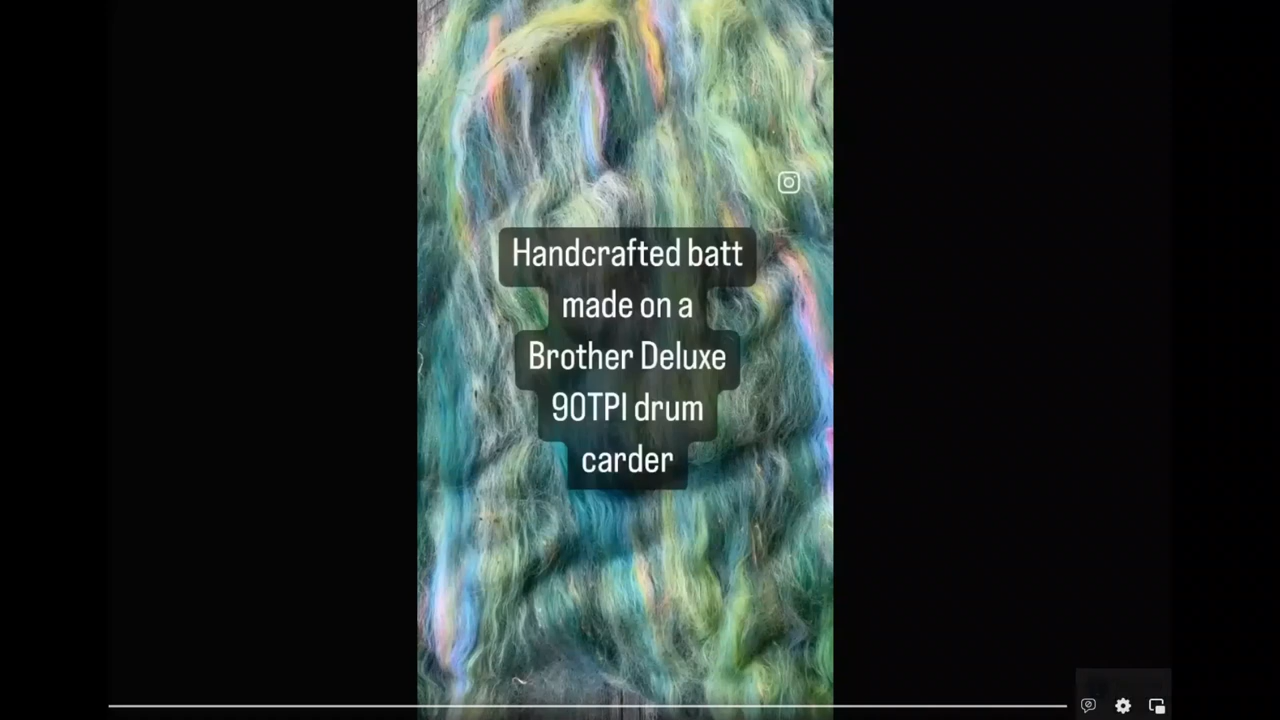 Handcrafted batt
made on a
Brother Deluxe
90TPI drum
carder